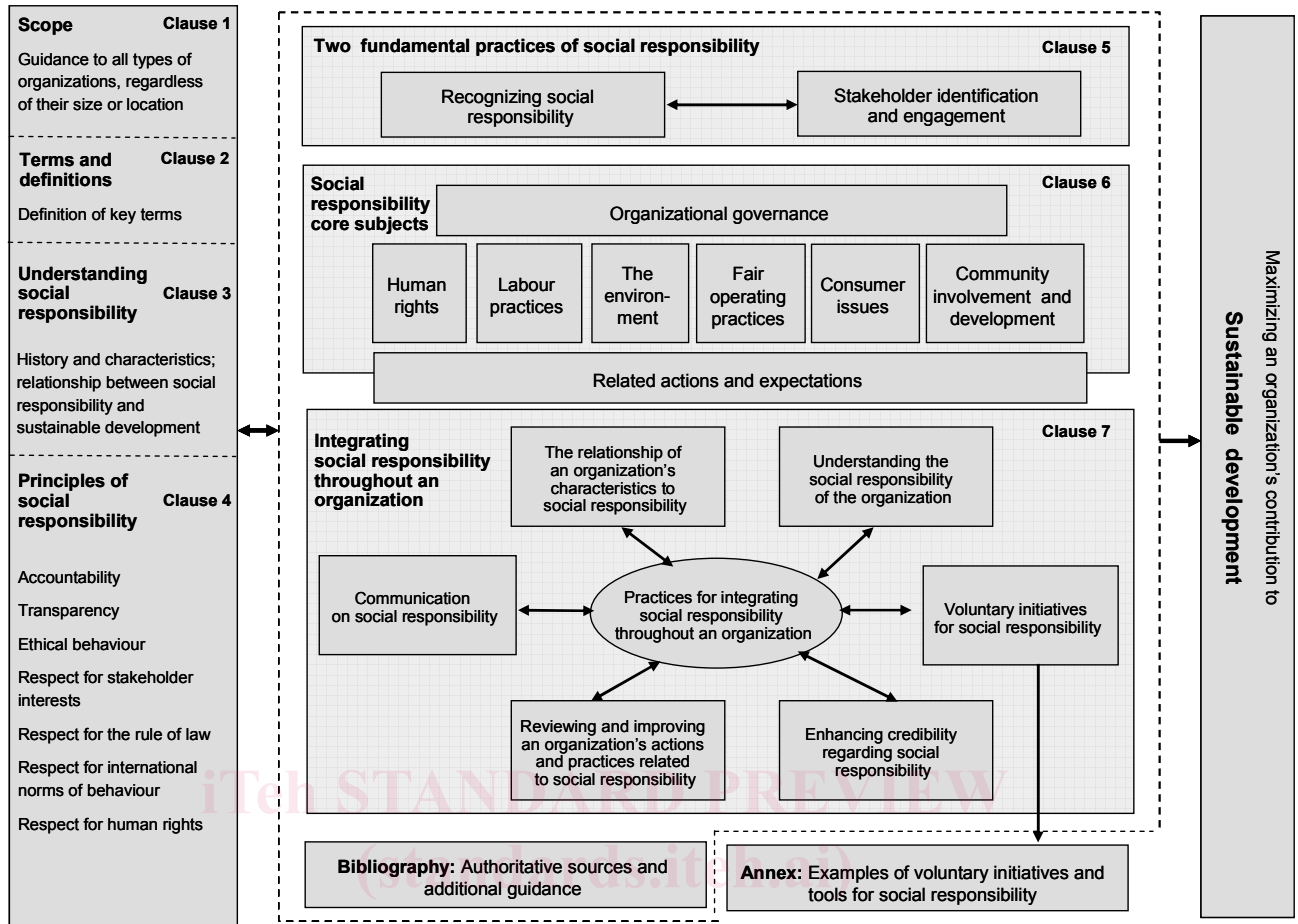 Scope Clause 1
Guidance to all types of
organizations, regardless
of their size or location
Terms and Clause 2
definitions
Definition of key terms
Understanding
social Clause 3
responsibility
History and characteristics;
relationship between social
responsibility and
sustainable development
Principles of
social Clause 4
responsibility
Accountability
Transparency
Ethical behaviour
Respect for stakeholder
interests
Respect for the rule of law
Respect for international
norms of behaviour
Respect for human rights
Two fundamental practices of social responsibility Clause 5
Recognizing social
responsibility
Stakeholder identification
and engagement
Social
responsibility
core subjects
Clause 6
Organizational governance
Human
rights
Labour
practices
The
environ-
ment
Fair
operating
practices
Consumer
issues
Community
involvement and
development
Related actions and expectations
Integrating
social responsibility
throughout an
organization
Clause 7
The relationship of
an organization's
characteristics to
social responsibility
Understanding the
social responsibility
of the organization
Communication
on social responsibility
Practices for integrating
social responsibility
throughout an organization
Voluntary initiatives
for social responsibility
Reviewing and improving
an organization's actions
and practices related
to social responsibility
Enhancing credibility
regarding social
responsibility
iTeh STANDARD PREVIEW
(standards.iteh.ai)
Bibliography: Authoritative sources and
additional guidance
Annex: Examples of voluntary initiatives and
tools for social responsibility
Maximizing an organization's contribution to
Sustainable development